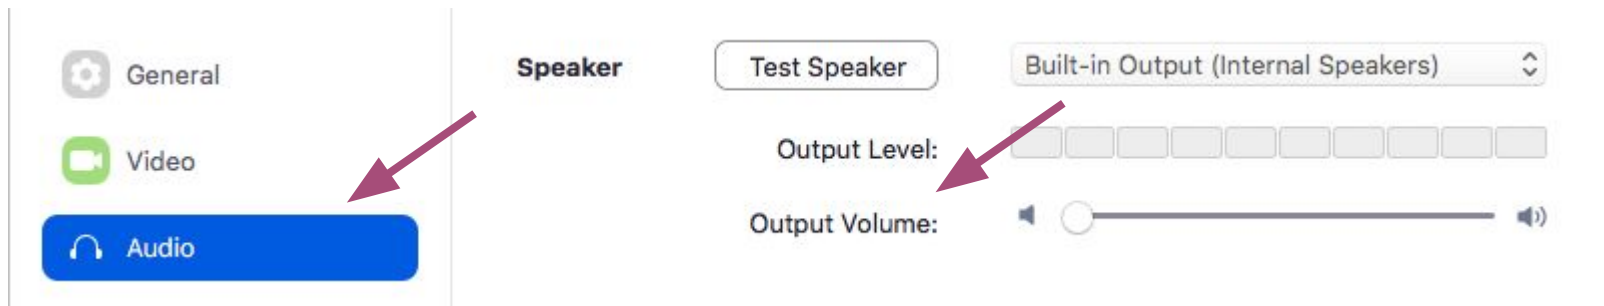 General
Video
Audio
Speaker
Test Speaker
Built-in Output (Internal Speakers)
Output Level:
Output Volume: